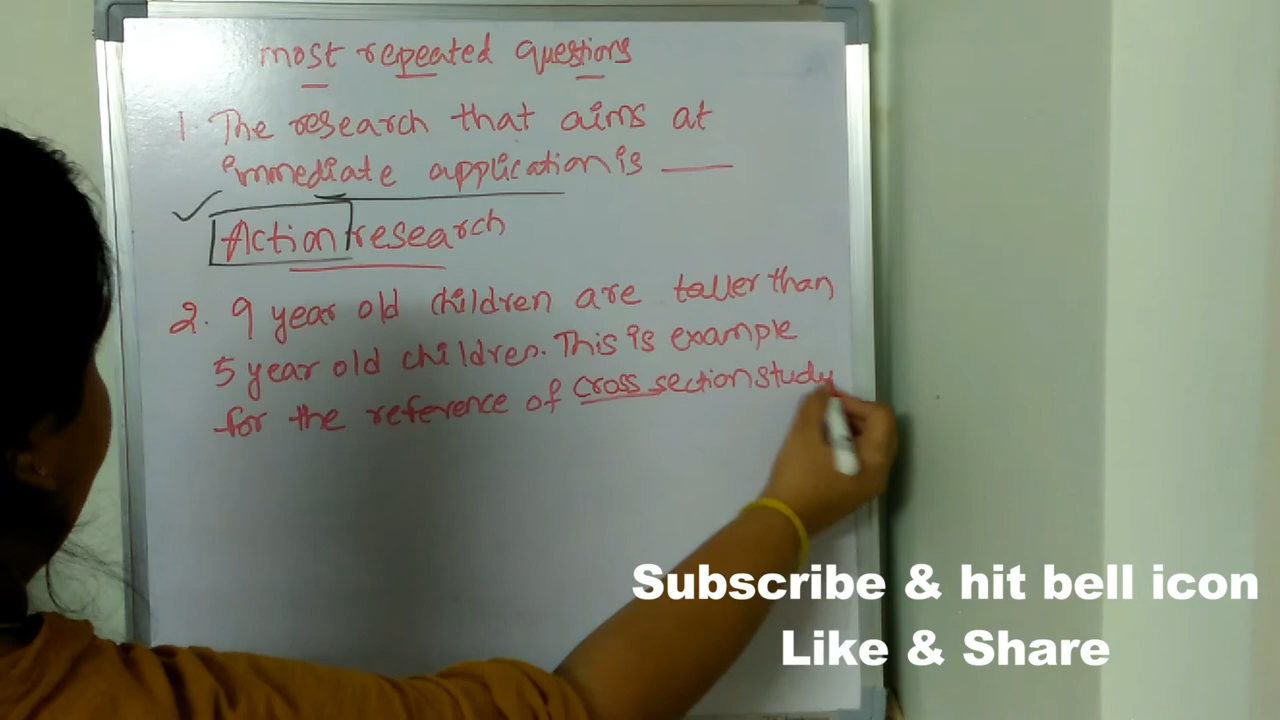 most repeated questions
1. The research that aims at
immediate application is ___
Action research
2. 9 year old children are taller than
5 year old children. This is example
for the reference of cross section study
Subscribe & hit bell icon
Like & Share